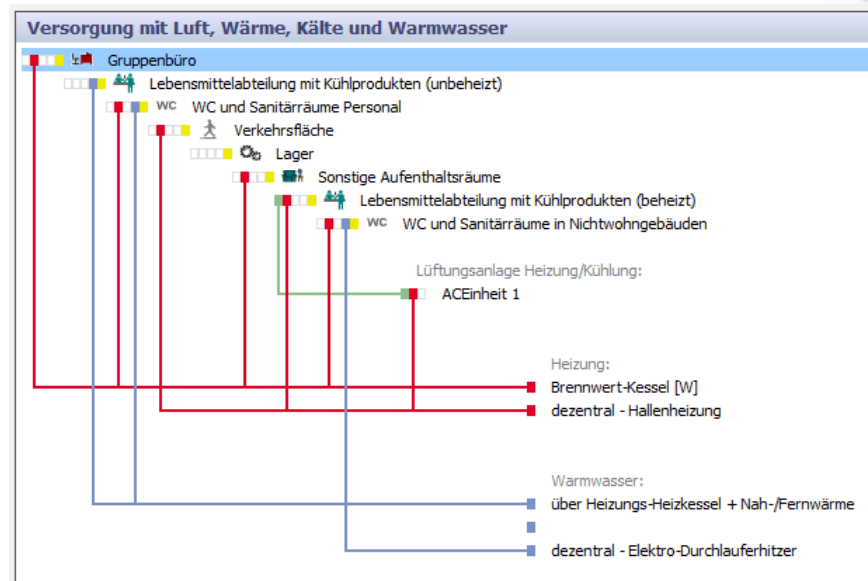 Versorgung mit Luft, Wärme, Kälte und Warmwasser
Gruppenbüro
Lebensmittelabteilung mit Kühlprodukten (unbeheizt)
WC WC und Sanitärräume Personal
Verkehrsfläche
Lager
Sonstige Aufenthaltsräume
Lebensmittelabteilung mit Kühlprodukten (beheizt)
WC WC und Sanitärräume in Nichtwohngebäuden
Lüftungsanlage Heizung/Kühlung:
ACEinheit 1
Heizung:
Brennwert-Kessel [W]
dezentral - Hallenheizung
Warmwasser:
über Heizungs-Heizkessel + Nah-/Fernwärme
dezentral - Elektro-Durchlauferhitzer